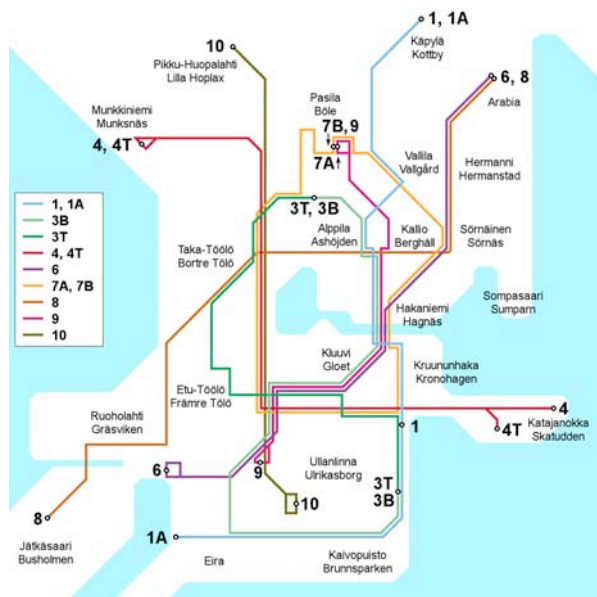 1, 1A
Käpylä
Kottby
10
Pikku-Huopalahti
Lilla Hoplax
6, 8
Arabia
Pasila
Böle
7B, 9
7A
Munkkiniemi
Munksnäs
4, 4T
Vallila
Vallgård
Hermanni
Hermanstad
1, 1A
3B
3T
4, 4T
6
7A, 7B
8
9
10
3T, 3B
Alppila
Ashöjden
Kallio
Berghäll
Sörnäinen
Sörnäs
Taka-Töölö
Bortre Tölö
Sompasaari
Sumparn
Hakaniemi
Hagnäs
Kluuvi
Gloet
Kruununhaka
Kronohagen
Etu-Töölö
Främre Tölö
Ruoholahti
Gräsviken
4
Katajanokka
Skatudden
4T
1
Ullanlinna
Ulrikasborg
6
9
3T
3B
10
8
Jätkäsaari
Busholmen
1A
Eira
Kaivopuisto
Brunnsparken